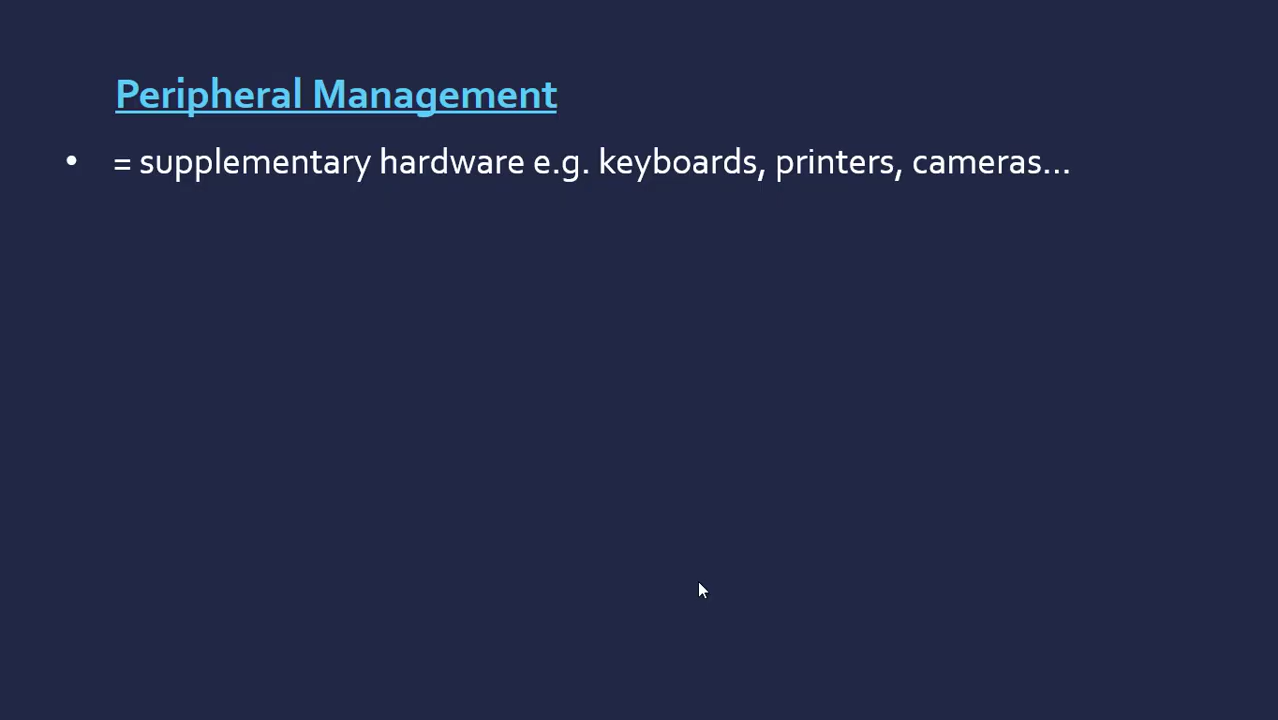 Peripheral Management
• = supplementary hardware e.g. keyboards, printers, cameras...